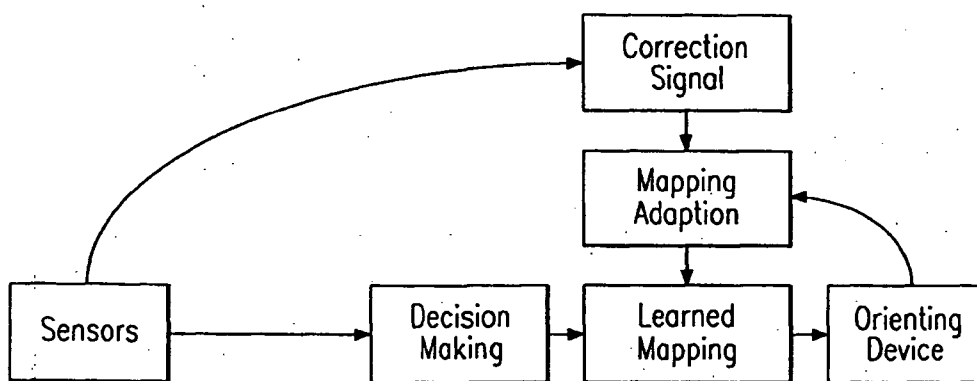 Correction
Signal
Mapping
Adaption
Sensors
Decision
Making
Learned
Mapping
Orienting
Device